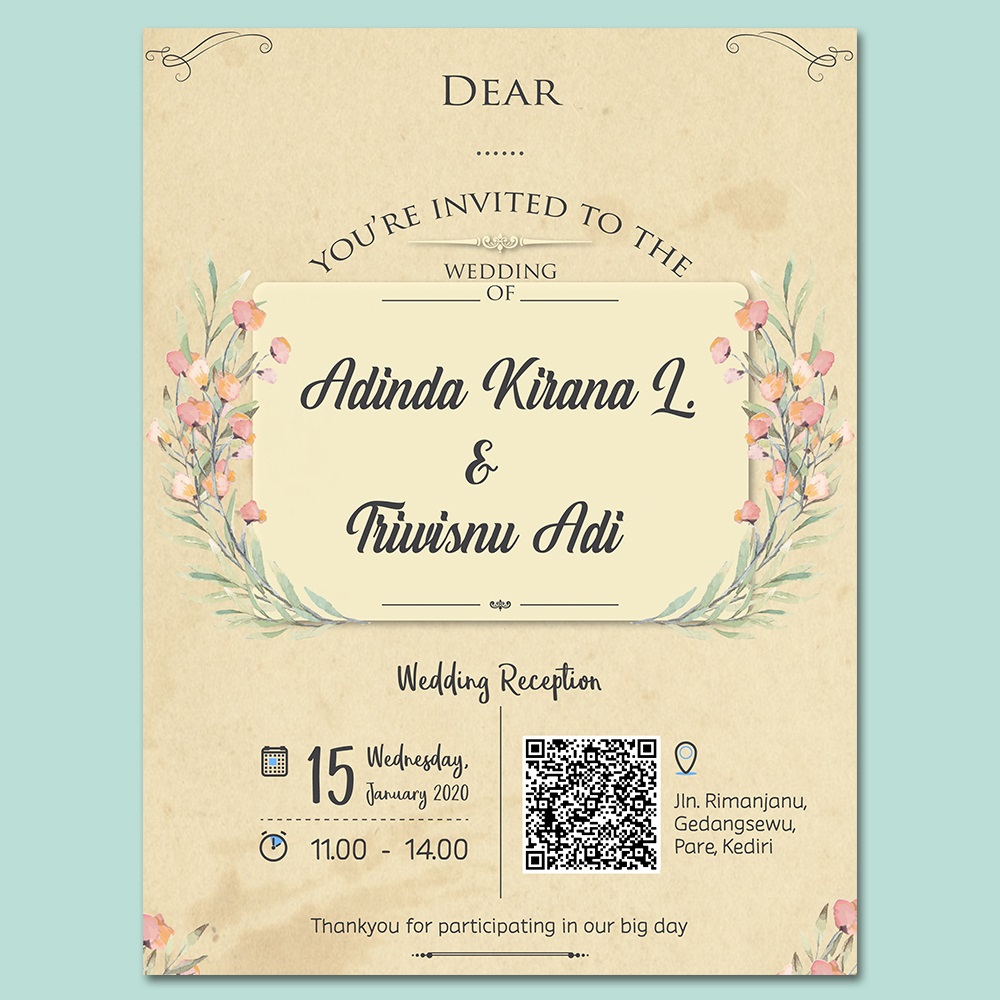 DEAR
......
YOU'RE INVITED TO THE
WEDDING
OF
Adinda Kirana L.
&
Triwisnu Adi
Wedding Reception
15 Wednesday,
January 2020
11.00 - 14.00
Jln. Rimanjanu,
Gedangsewu,
Pare, Kediri
Thankyou for participating in our big day